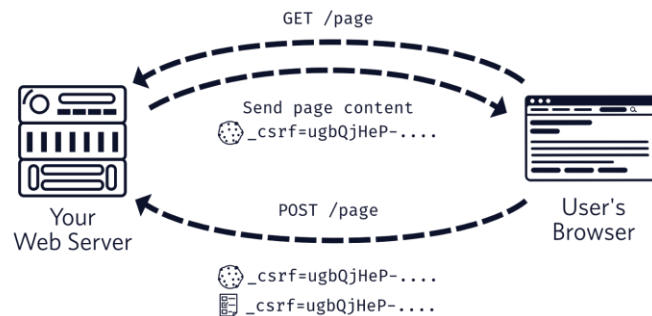 GET /page
Send page content
_csrf=ugbQjHeP-....
Your
Web Server
POST /page
User's
Browser
_csrf=ugbQjHeP-....
_csrf=ugbQjHeP-....